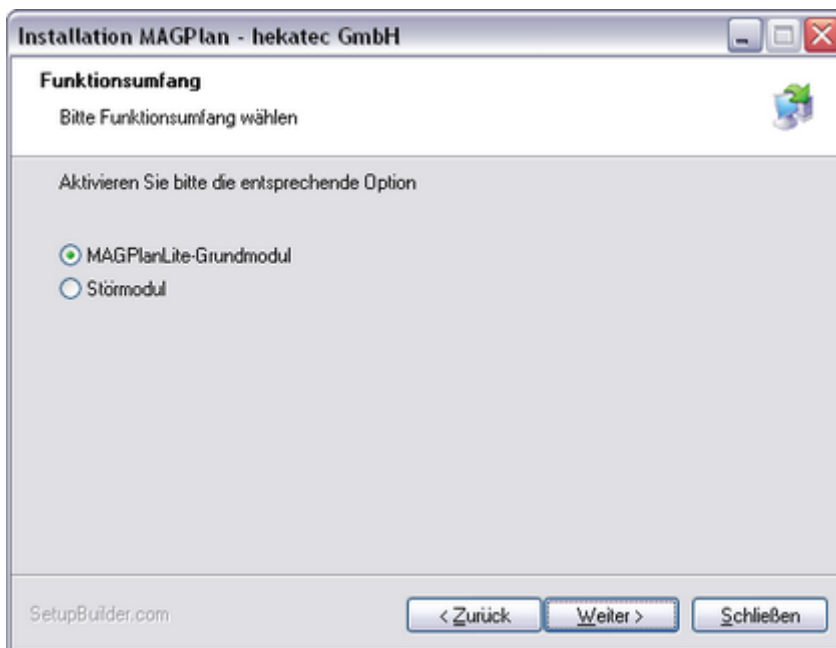 Installation MAGPlan - hekatec GmbH
Funktionsumfang
Bitte Funktionsumfang wählen
Aktivieren Sie bitte die entsprechende Option
MAGPlanLite-Grundmodul
Störmodul
SetupBuilder.com
< Zurück
Weiter >
Schließen